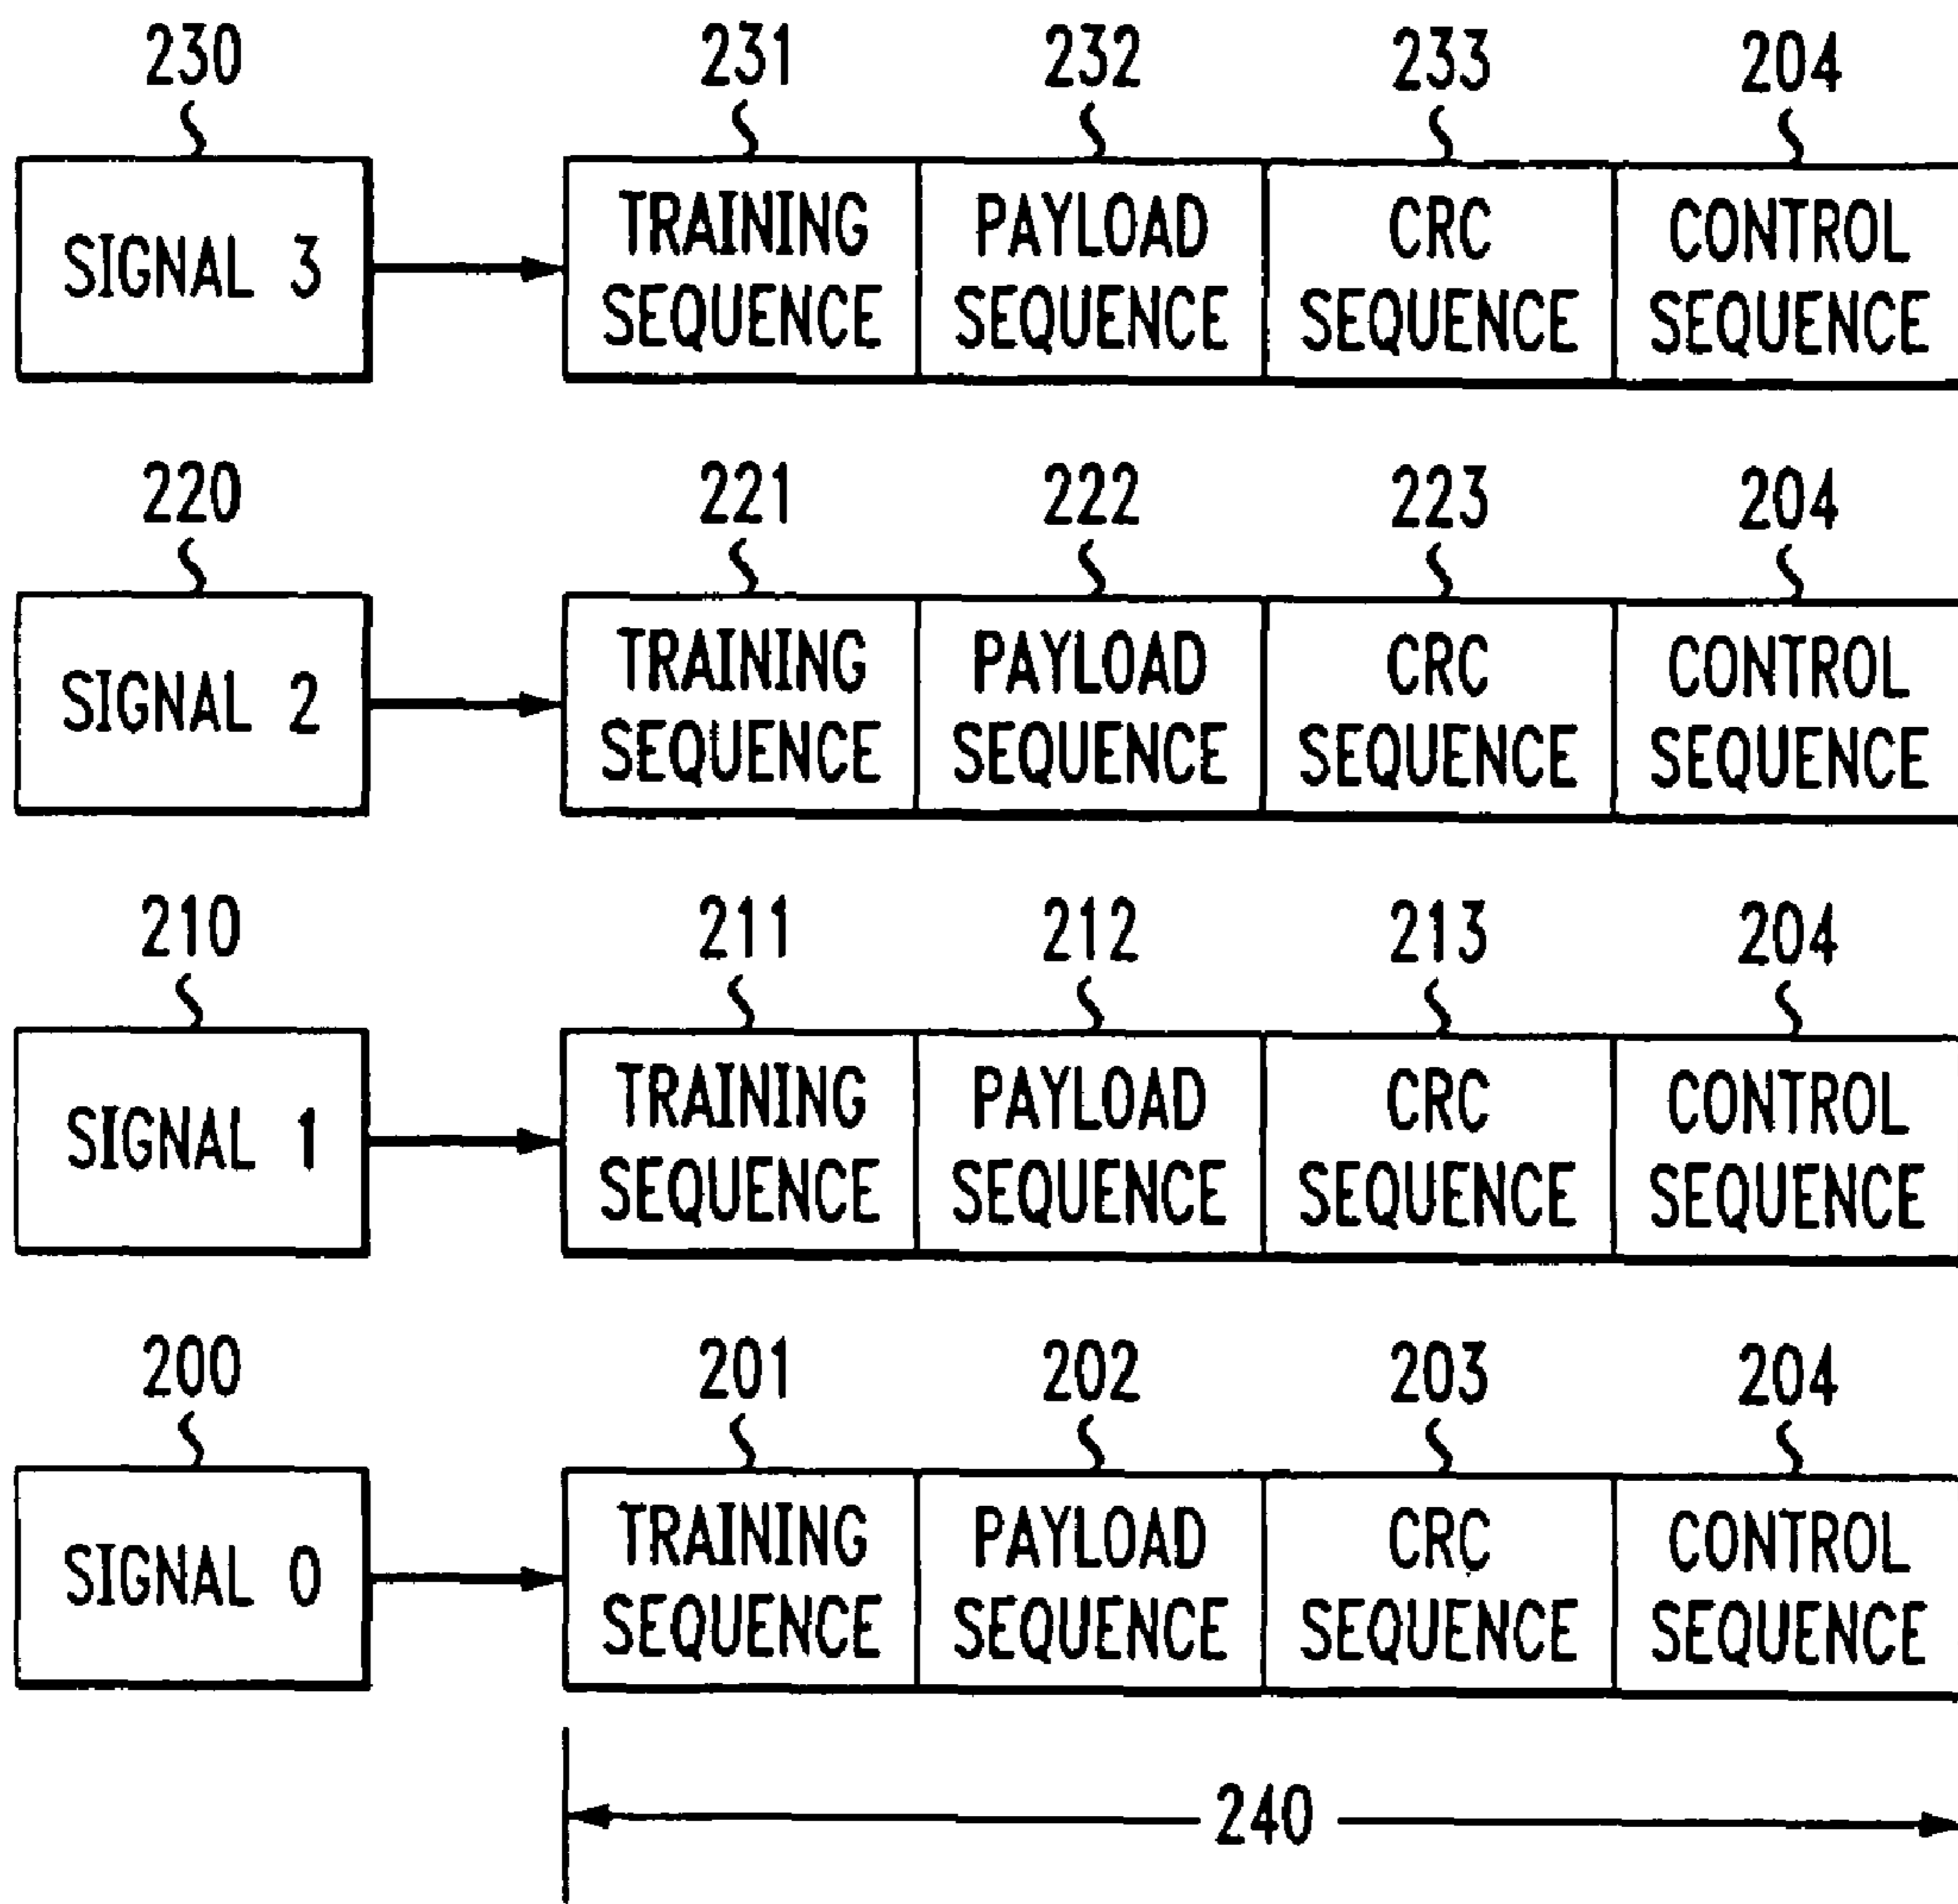 230 231 232 233 204
SIGNAL 3
TRAINING SEQUENCE
PAYLOAD SEQUENCE
CRC SEQUENCE
CONTROL SEQUENCE
220 221 222 223 204
SIGNAL 2
TRAINING SEQUENCE
PAYLOAD SEQUENCE
CRC SEQUENCE
CONTROL SEQUENCE
210 211 212 213 204
SIGNAL 1
TRAINING SEQUENCE
PAYLOAD SEQUENCE
CRC SEQUENCE
CONTROL SEQUENCE
200 201 202 203 204
SIGNAL 0
TRAINING SEQUENCE
PAYLOAD SEQUENCE
CRC SEQUENCE
CONTROL SEQUENCE
240